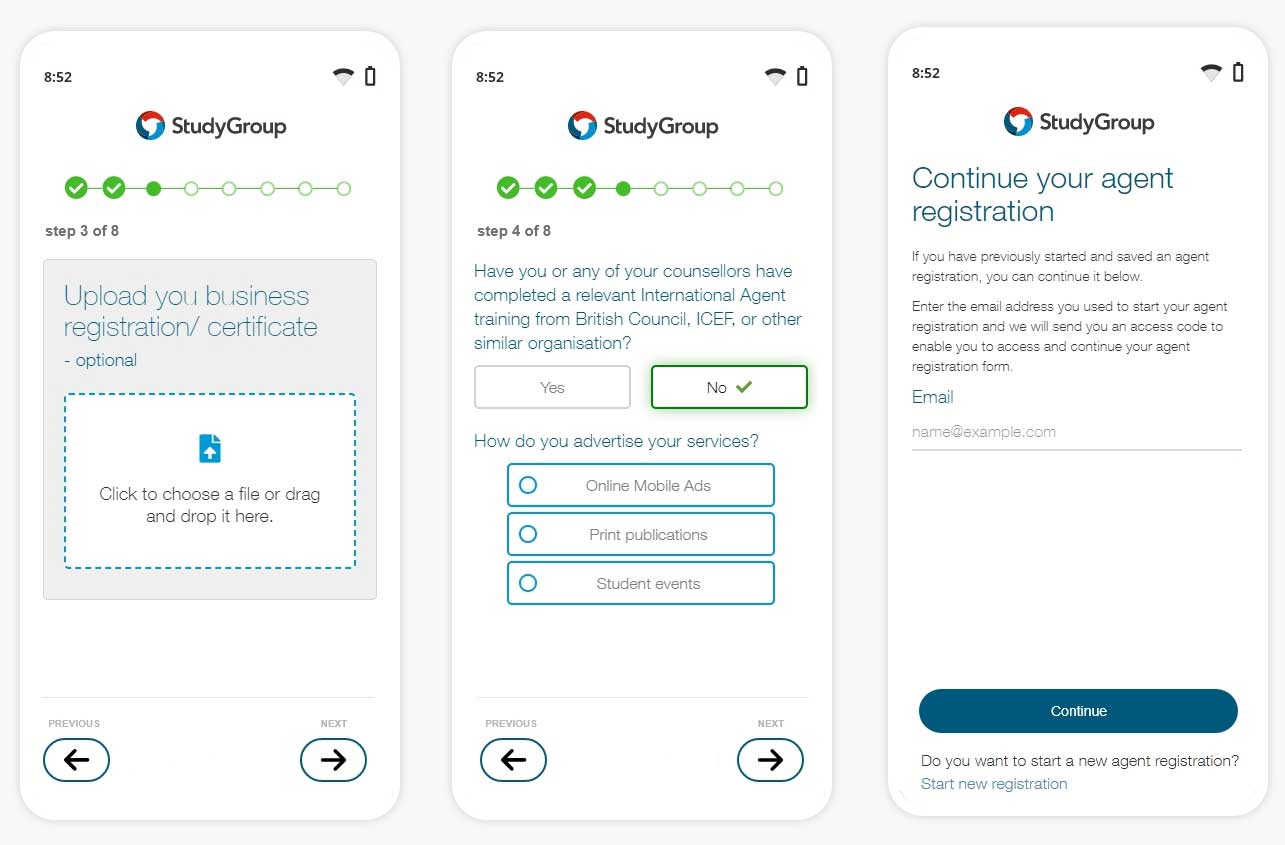 8:52
StudyGroup
step 3 of 8
Upload you business
registration/ certificate
- optional
Click to choose a file or drag
and drop it here.
PREVIOUS
NEXT
8:52
StudyGroup
step 4 of 8
Have you or any of your counsellors have
completed a relevant International Agent
training from British Council, ICEF, or other
similar organisation?
Yes
No
How do you advertise your services?
Online Mobile Ads
Print publications
Student events
PREVIOUS
NEXT
8:52
StudyGroup
Continue your agent
registration
If you have previously started and saved an agent
registration, you can continue it below.
Enter the email address you used to start your agent
registration and we will send you an access code to
enable you to access and continue your agent
registration form.
Email
name@example.com
Continue
Do you want to start a new agent registration?
Start new registration